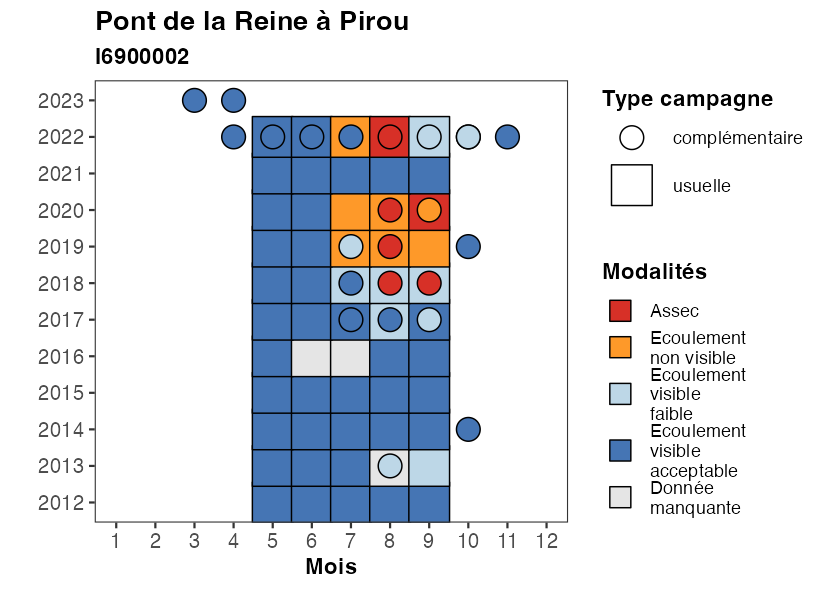 Pont de la Reine à Pirou
I6900002
2023
2022
2021
2020
2019
2018
2017
2016
2015
2014
2013
2012
1 2 3 4 5 6 7 8 9 10 11 12
Mois
Type campagne
complémentaire
usuelle
Modalités
Assec
Ecoulement
non visible
Ecoulement
visible
faible
Ecoulement
visible
acceptable
Donnée
manquante